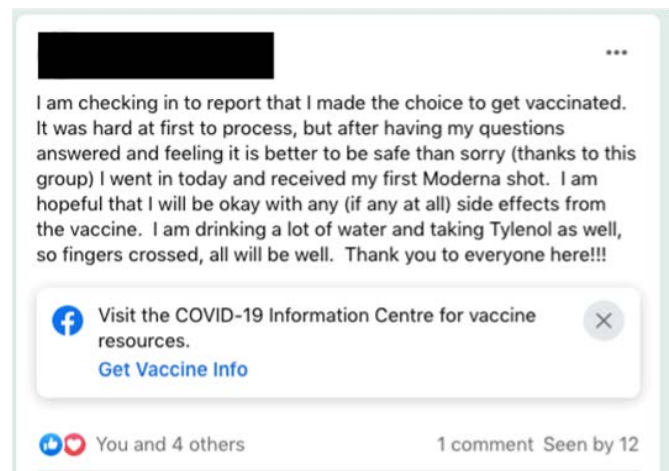 I am checking in to report that I made the choice to get vaccinated.
It was hard at first to process, but after having my questions
answered and feeling it is better to be safe than sorry (thanks to this
group) I went in today and received my first Moderna shot.  I am
hopeful that I will be okay with any (if any at all) side effects from
the vaccine.  I am drinking a lot of water and taking Tylenol as well,
so fingers crossed, all will be well.  Thank you to everyone here!!!
Visit the COVID-19 Information Centre for vaccine
resources.
Get Vaccine Info
You and 4 others 1 comment Seen by 12